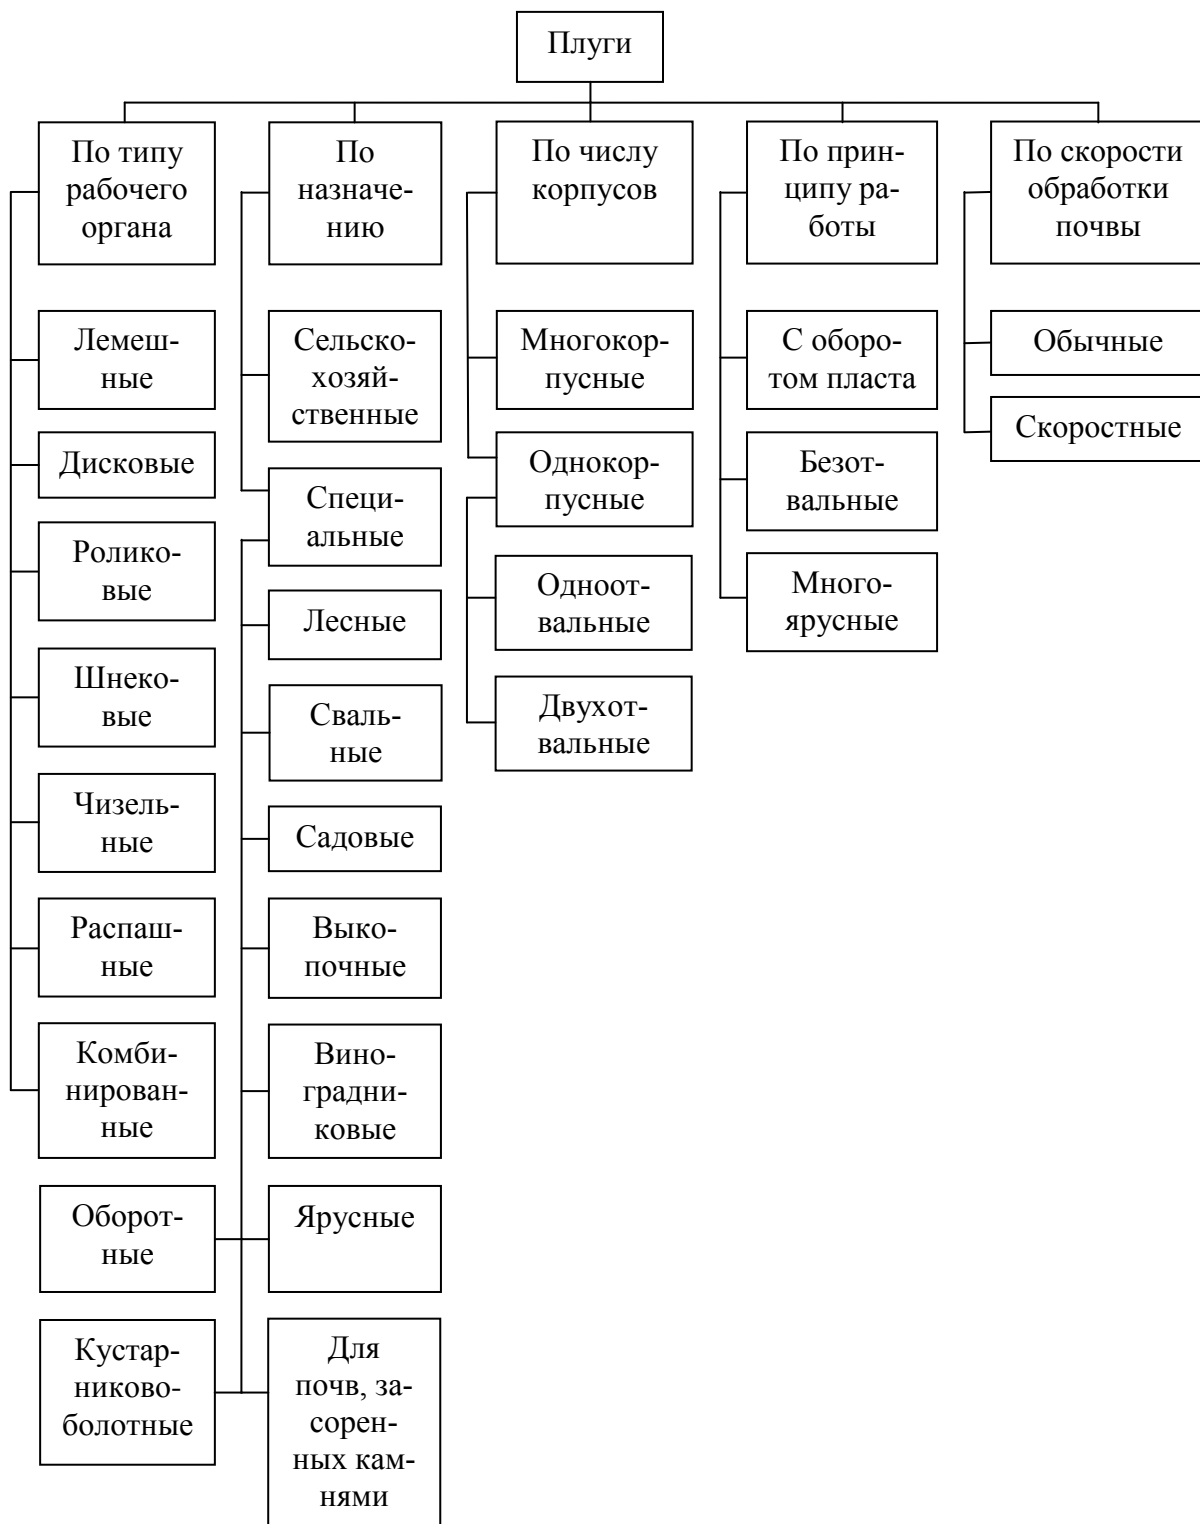 Плуги
По типу
рабочего
органа
По
назначе-
нию
По числу
корпусов
По прин-
ципу ра-
боты
По скорости
обработки
почвы
Лемеш-
ные
Дисковые
Ролико-
вые
Шнеко-
вые
Чизель-
ные
Распаш-
ные
Комби-
нирован-
ные
Оборот-
ные
Кустар-
никово-
болотные
Сельско-
хозяй-
ственные
Специ-
альные
Лесные
Сваль-
ные
Садовые
Выко-
почные
Вино-
градни-
ковые
Ярусные
Для
почв, за-
сорен-
ных кам-
нями
Многокор-
пусные
Однокор-
пусные
Одноот-
вальные
Двухот-
вальные
С оборо-
том пласта
Безот-
вальные
Много-
ярусные
Обычные
Скоростные